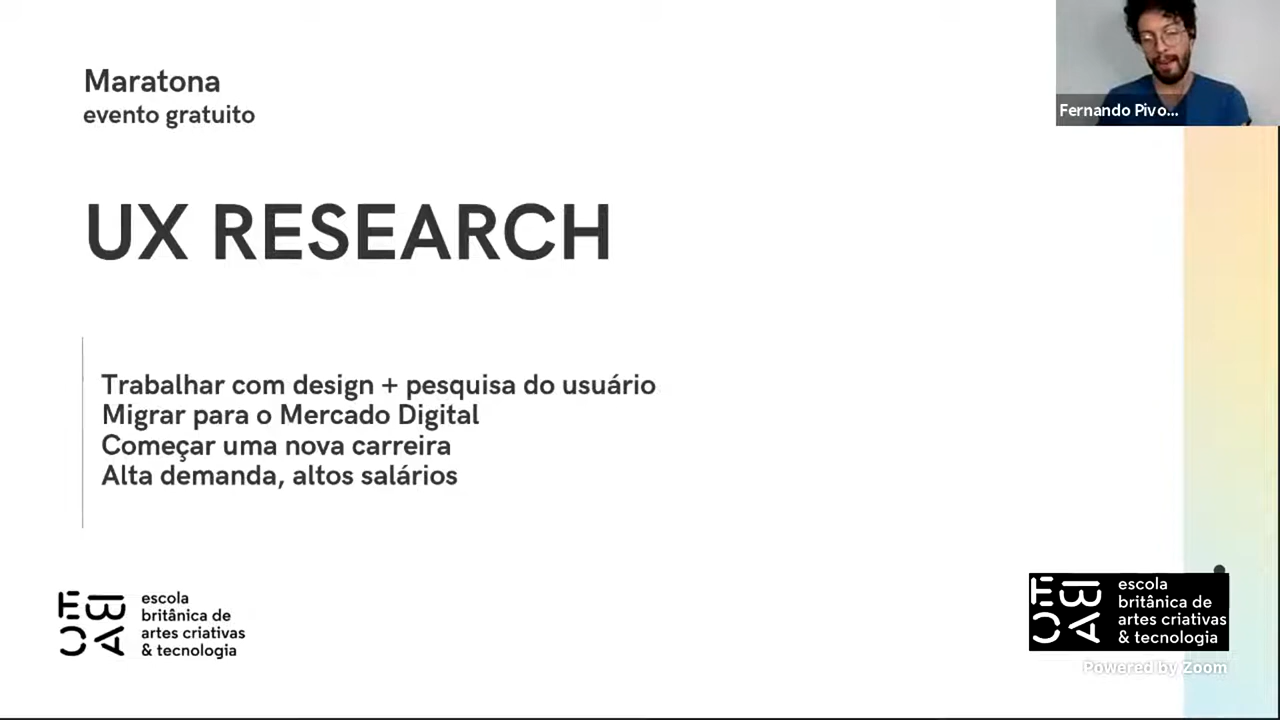 Maratona
evento gratuito
Fernando Pivo...
UX RESEARCH
Trabalhar com design + pesquisa do usuário
Migrar para o Mercado Digital
Começar uma nova carreira
Alta demanda, altos salários
EBAC
escola
britânica de
artes criativas
& tecnologia
EBAC
escola
britânica de
artes criativas
& tecnologia
Powered by Zoom